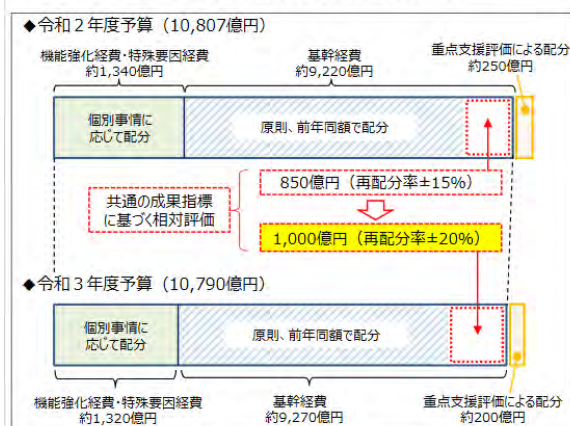 ◆令和２年度予算（10,807億円）
機能強化経費・特殊要因経費
約1,340億円
基幹経費
約9,220億円
重点支援評価による配分
約250億円
個別事情に
応じて配分
原則、前年同額で配分
共通の成果指標
に基づく相対評価
850億円（再配分率±15%）
1,000億円（再配分率±20%）
◆令和３年度予算（10,790億円）
個別事情に
応じて配分
原則、前年同額で配分
機能強化経費・特殊要因経費
約1,320億円
基幹経費
約9,270億円
重点支援評価による配分
約200億円